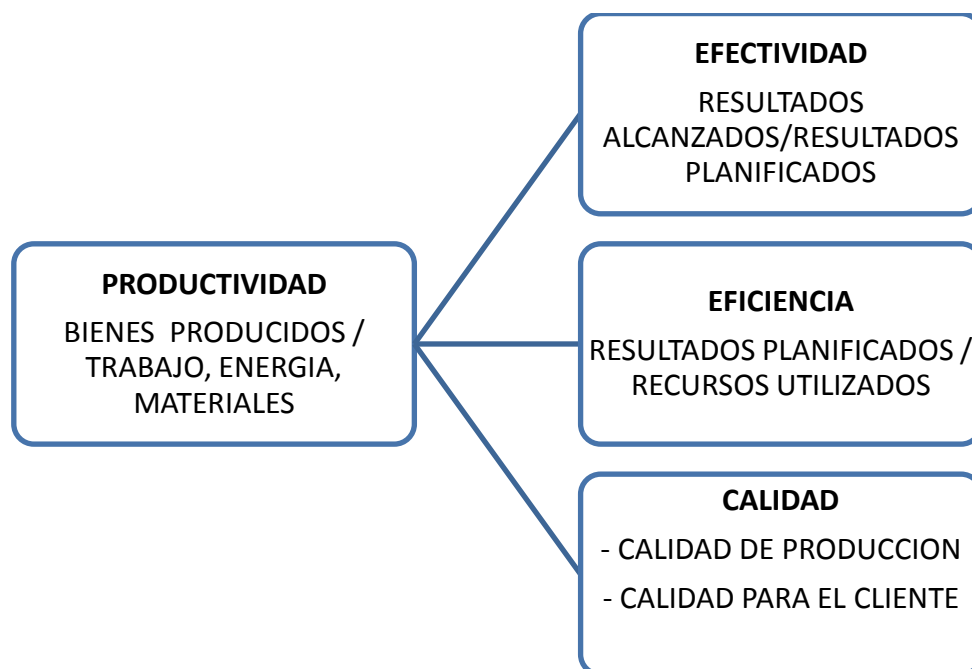 PRODUCTIVIDAD
BIENES PRODUCIDOS /
TRABAJO, ENERGIA,
MATERIALES
EFECTIVIDAD
RESULTADOS
ALCANZADOS/RESULTADOS
PLANIFICADOS
EFICIENCIA
RESULTADOS PLANIFICADOS /
RECURSOS UTILIZADOS
CALIDAD
- CALIDAD DE PRODUCCION
- CALIDAD PARA EL CLIENTE